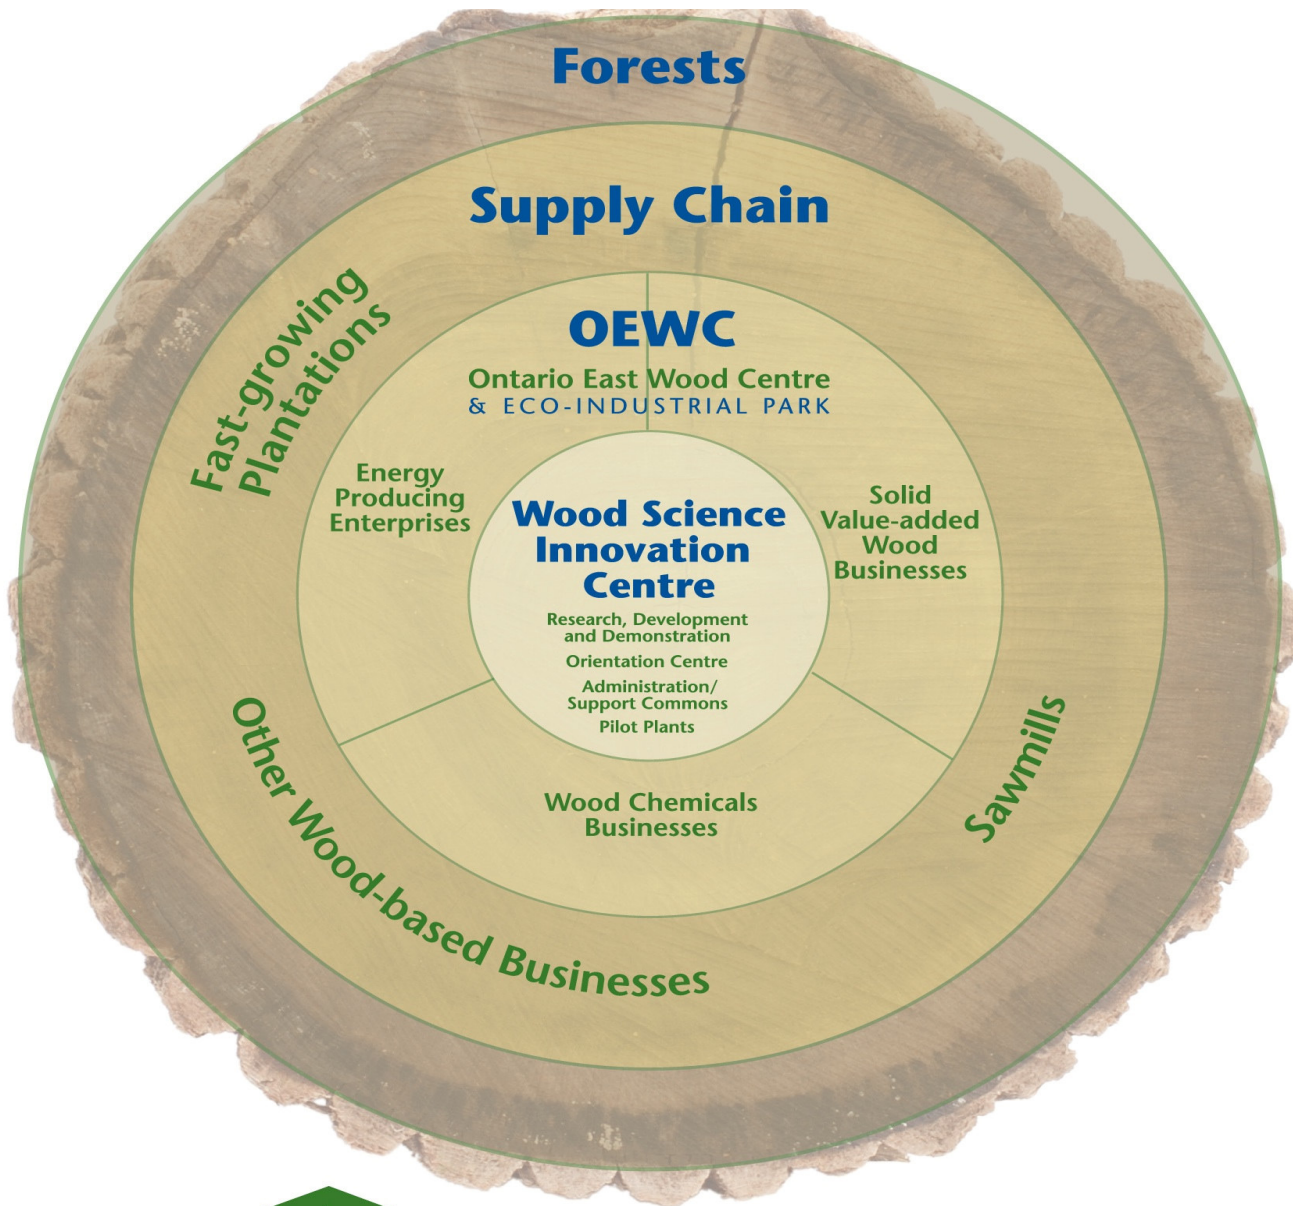 Forests
Supply Chain
Fast-growing
Plantations
OEWC
Ontario East Wood Centre
& ECO-INDUSTRIAL PARK
Energy
Producing
Enterprises
Solid
Value-added
Wood
Businesses
Wood Science
Innovation
Centre
Research, Development
and Demonstration
Orientation Centre
Administration/
Support Commons
Pilot Plants
Wood Chemicals
Businesses
Other Wood-based Businesses
Sawmills